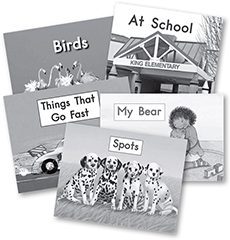 Birds
At School
KING ELEMENTARY
Things That
Go Fast
My Bear
Spots